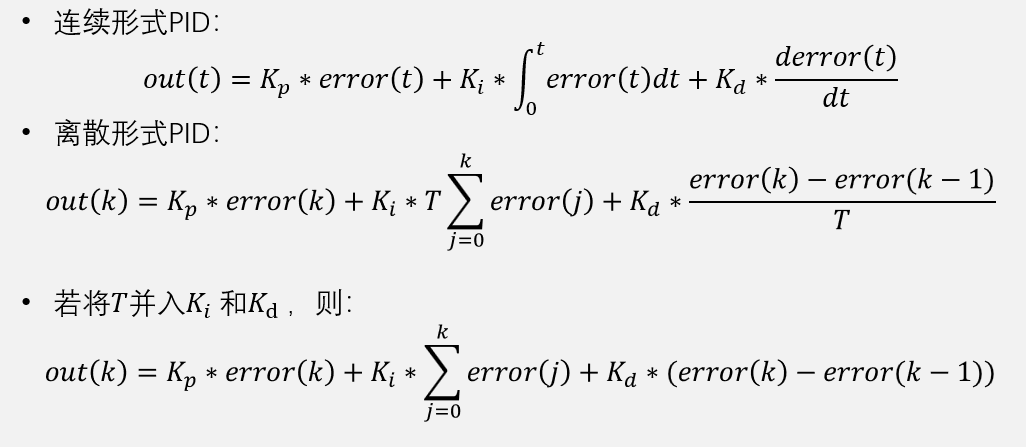 • 连续形式PID：
out(t) = K_p * error(t) + K_i * ∫_0^t error(t)dt + K_d * derror(t)/dt
• 离散形式PID：
out(k) = K_p * error(k) + K_i * T ∑_{j=0}^{k} error(j) + K_d * (error(k) − error(k − 1))/T
• 若将T并入K_i 和K_d ，则：
out(k) = K_p * error(k) + K_i * ∑_{j=0}^{k} error(j) + K_d * (error(k) − error(k − 1))